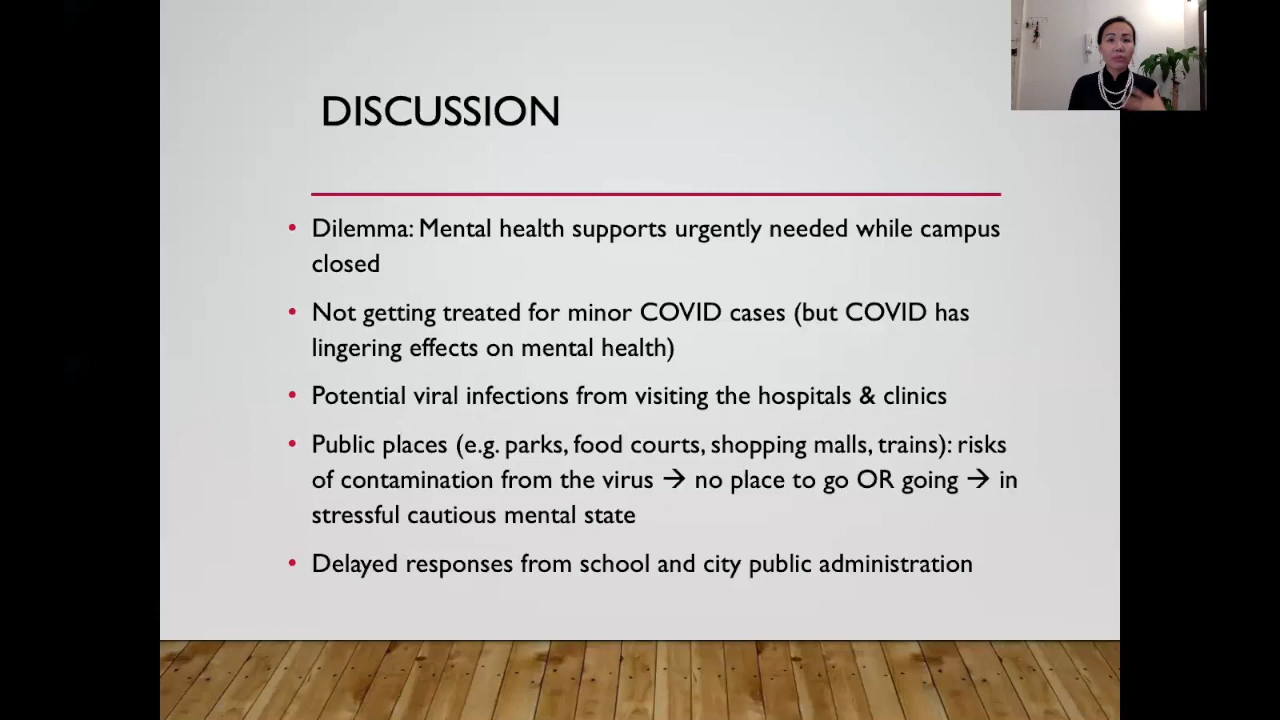 DISCUSSION
• Dilemma: Mental health supports urgently needed while campus
closed
• Not getting treated for minor COVID cases (but COVID has
lingering effects on mental health)
• Potential viral infections from visiting the hospitals & clinics
• Public places (e.g. parks, food courts, shopping malls, trains): risks
of contamination from the virus → no place to go OR going → in
stressful cautious mental state
• Delayed responses from school and city public administration